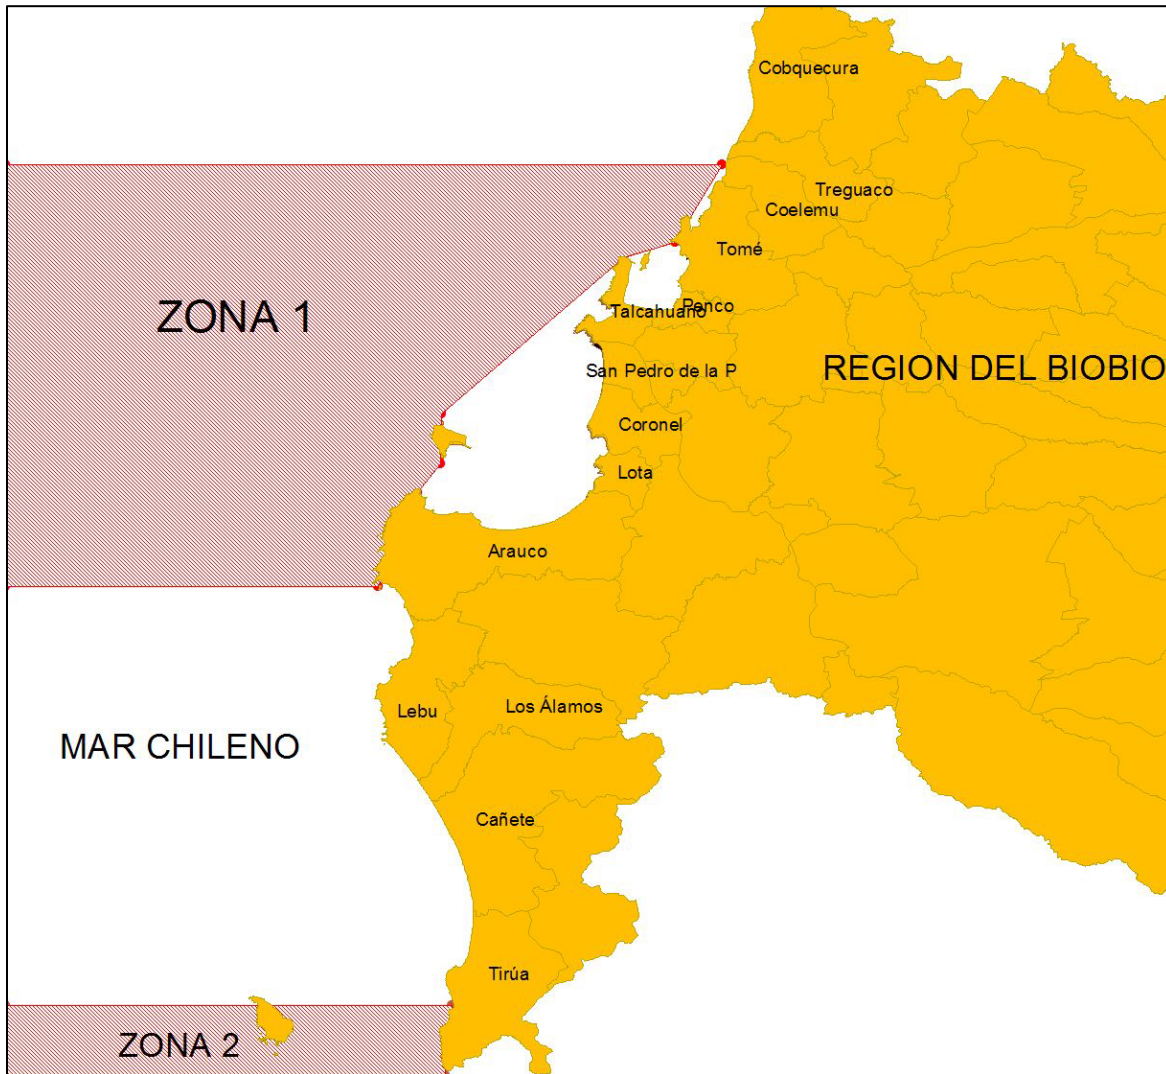 Cobquecura
Treguaco
Coelemu
Tomé
ZONA 1
Penco
Talcahuano
REGION DEL BIOBIO
San Pedro de la P
Coronel
Lota
Arauco
Los Álamos
Lebu
MAR CHILENO
Cañete
Tirúa
ZONA 2